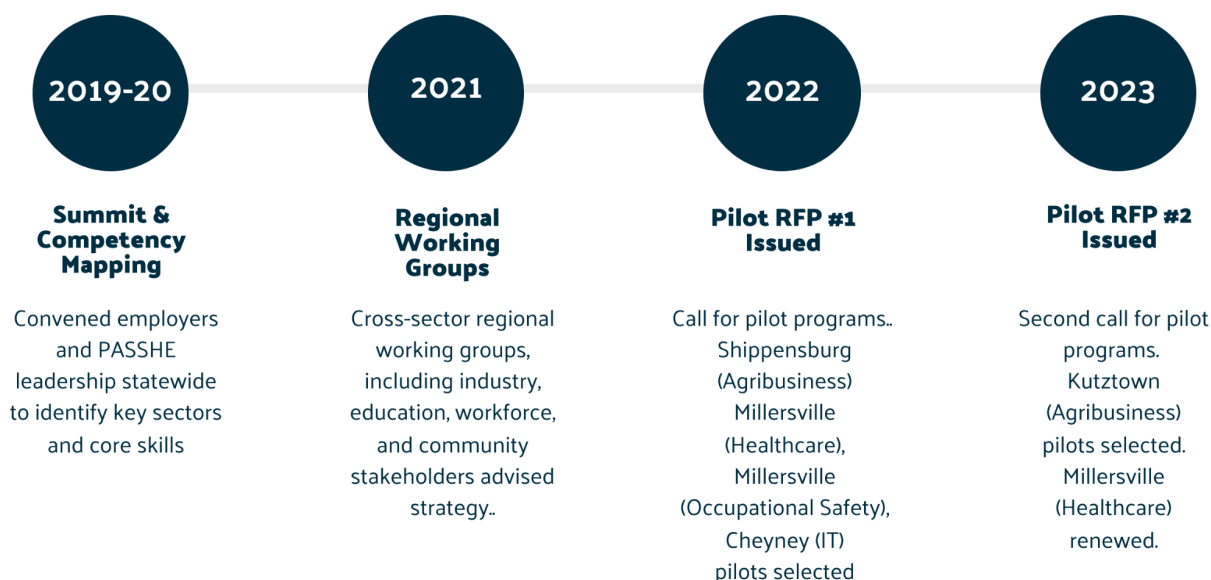 2019-20
Summit &
Competency
Mapping
Convened employers
and PASSHE
leadership statewide
to identify key sectors
and core skills
2021
Regional
Working
Groups
Cross-sector regional
working groups,
including industry,
education, workforce,
and community
stakeholders advised
strategy..
2022
Pilot RFP #1
Issued
Call for pilot programs..
Shippensburg
(Agribusiness)
Millersville
(Healthcare),
Millersville
(Occupational Safety),
Cheyney (IT)
pilots selected
2023
Pilot RFP #2
Issued
Second call for pilot
programs.
Kutztown
(Agribusiness)
pilots selected.
Millersville
(Healthcare)
renewed.